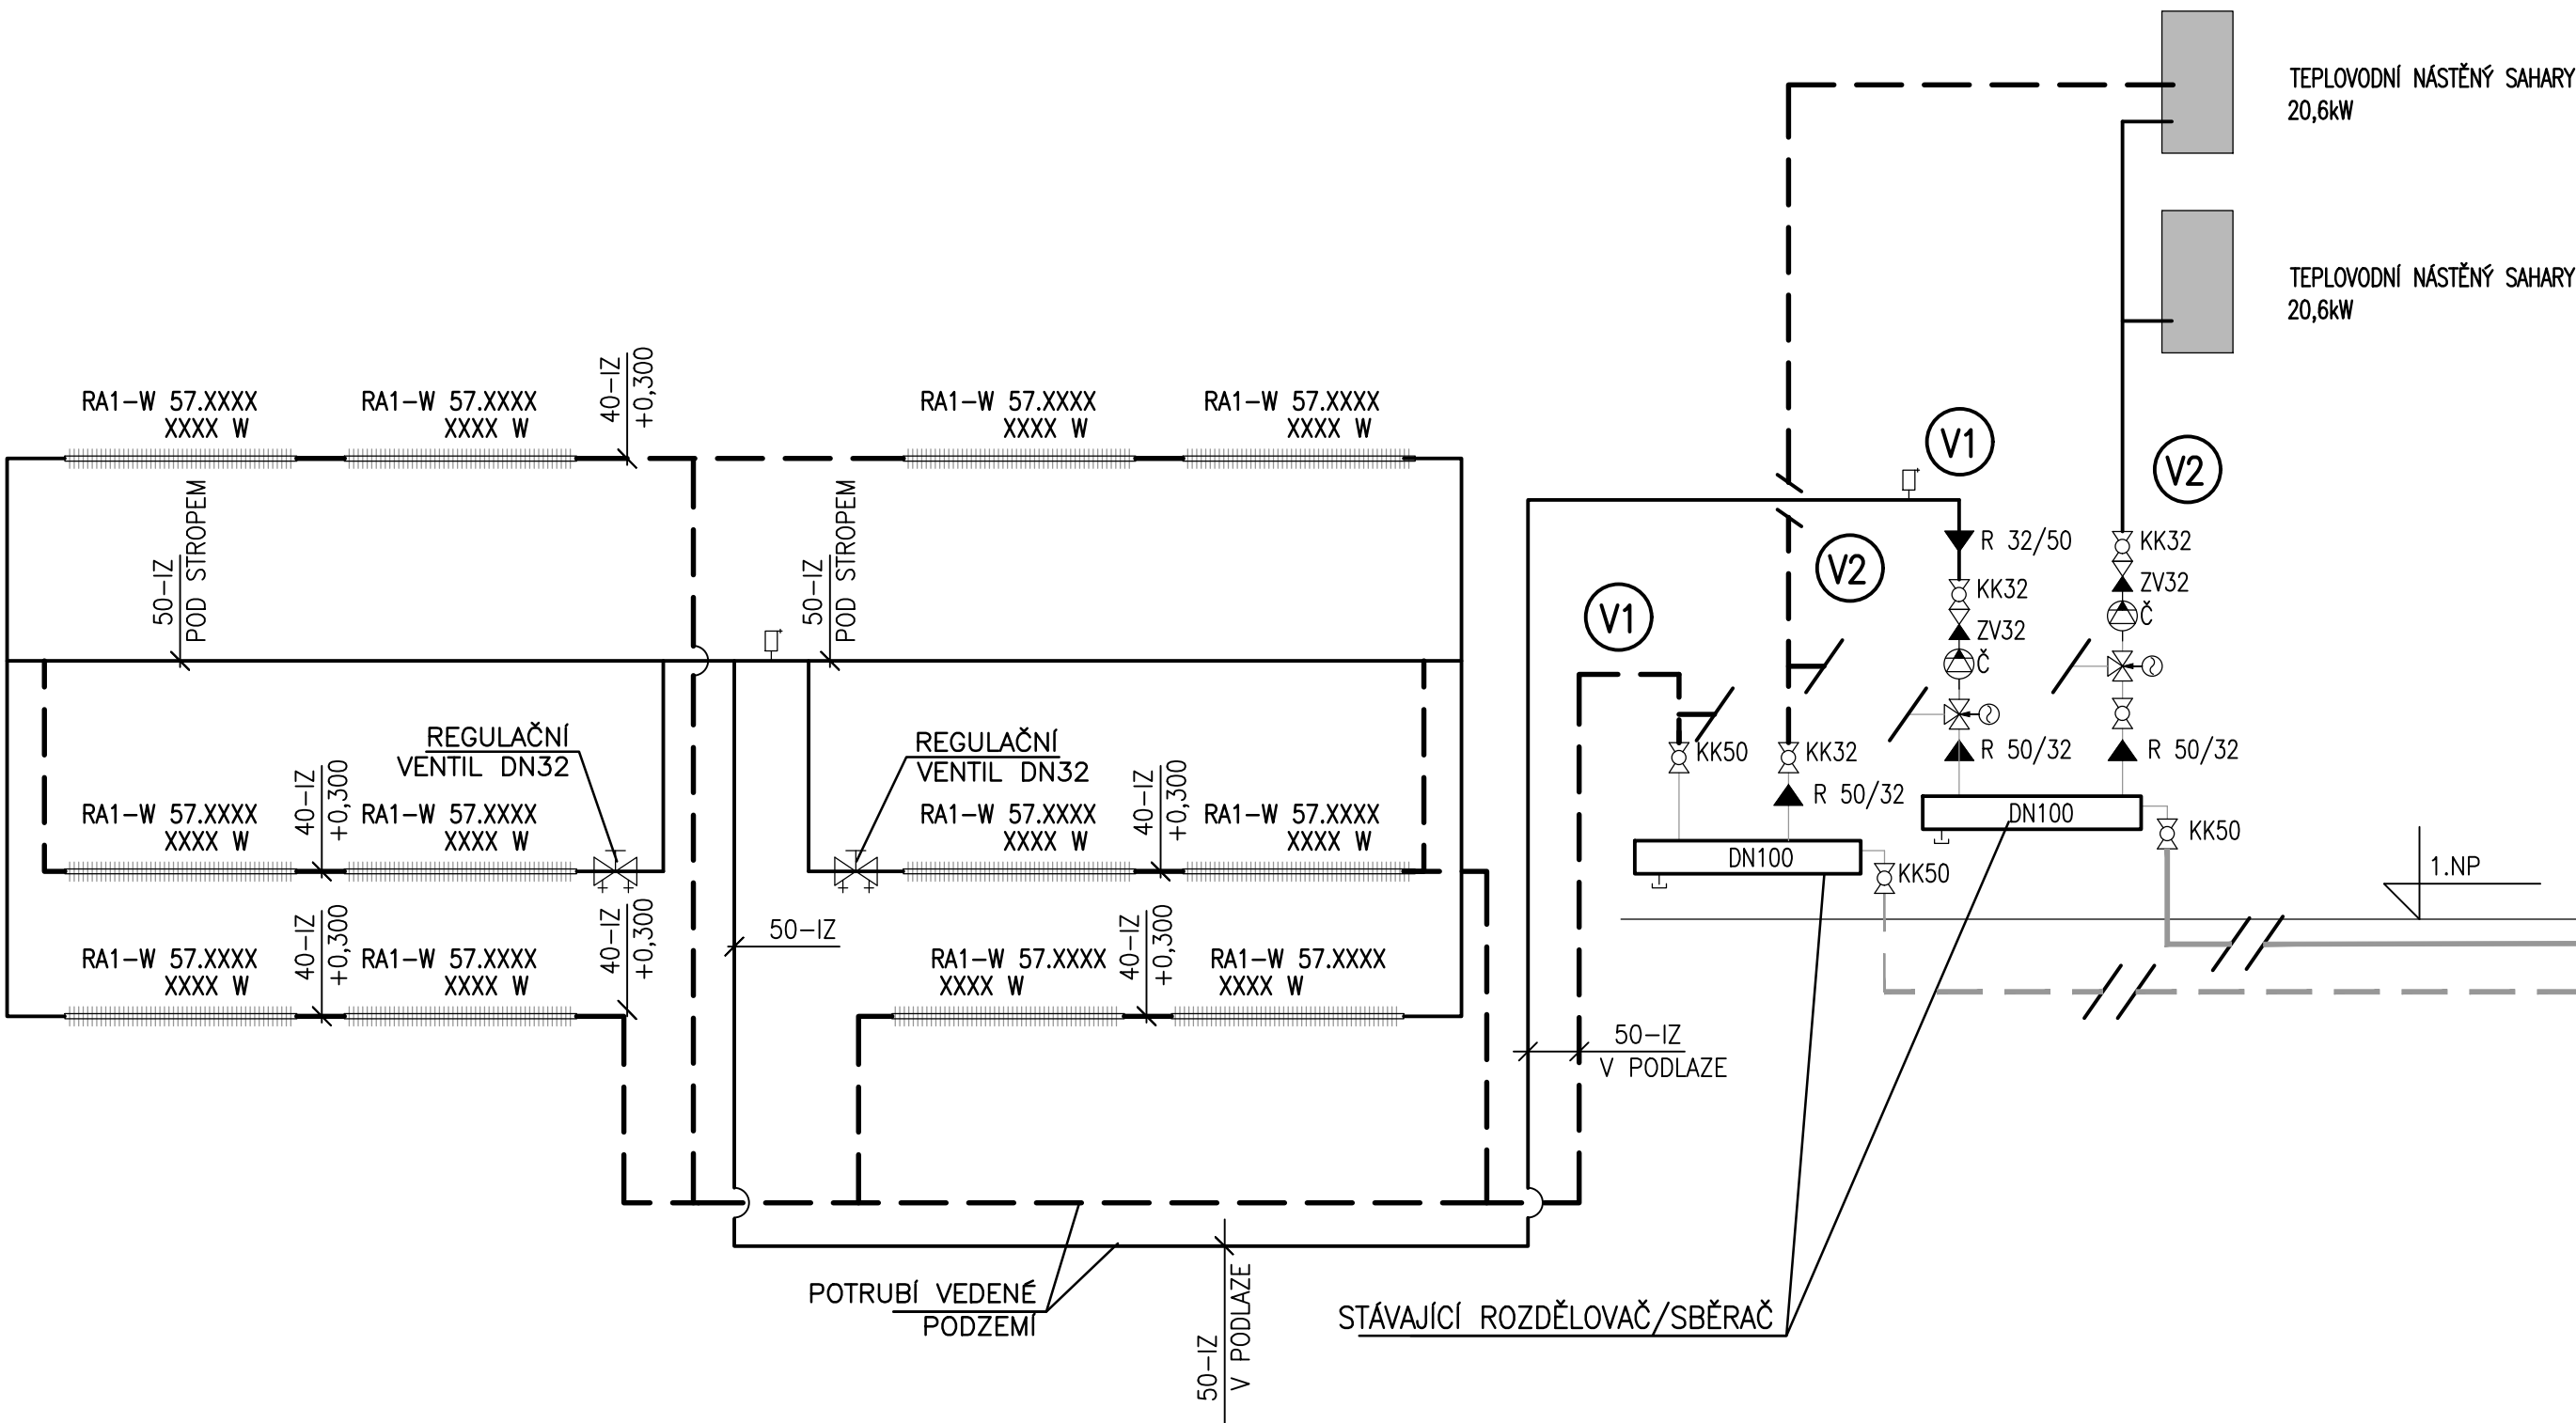 TEPLOVODNÍ NÁSTĚNÝ SAHARY
20,6kW
TEPLOVODNÍ NÁSTĚNÝ SAHARY
20,6kW
RA1-W 57.XXXX
XXXX W
RA1-W 57.XXXX
XXXX W
40-IZ
+0,300
RA1-W 57.XXXX
XXXX W
RA1-W 57.XXXX
XXXX W
V1
V2
50-IZ
POD STROPEM
50-IZ
POD STROPEM
V1
V2
R 32/50
KK32
ZV32
Č
KK32
ZV32
Č
REGULAČNÍ
VENTIL DN32
REGULAČNÍ
VENTIL DN32
KK50
KK32
R 50/32
R 50/32
R 50/32
RA1-W 57.XXXX
XXXX W
40-IZ
+0,300
RA1-W 57.XXXX
XXXX W
RA1-W 57.XXXX
XXXX W
40-IZ
+0,300
RA1-W 57.XXXX
XXXX W
DN100
DN100
KK50
KK50
1.NP
50-IZ
RA1-W 57.XXXX
XXXX W
40-IZ
+0,300
RA1-W 57.XXXX
XXXX W
40-IZ
+0,300
RA1-W 57.XXXX
XXXX W
40-IZ
+0,300
RA1-W 57.XXXX
XXXX W
50-IZ
V PODLAZE
POTRUBÍ VEDENÉ
PODZEMÍ
50-IZ
V PODLAZE
STÁVAJÍCÍ ROZDĚLOVAČ/SBĚRAČ